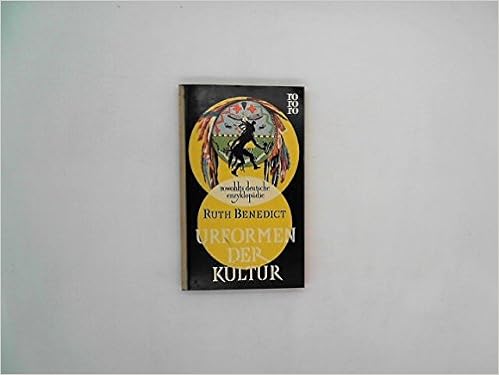 ro
ro
ro
rowohlts deutsche
enzyklopädie
RUTH BENEDICT
URFORMEN
DER
KULTUR